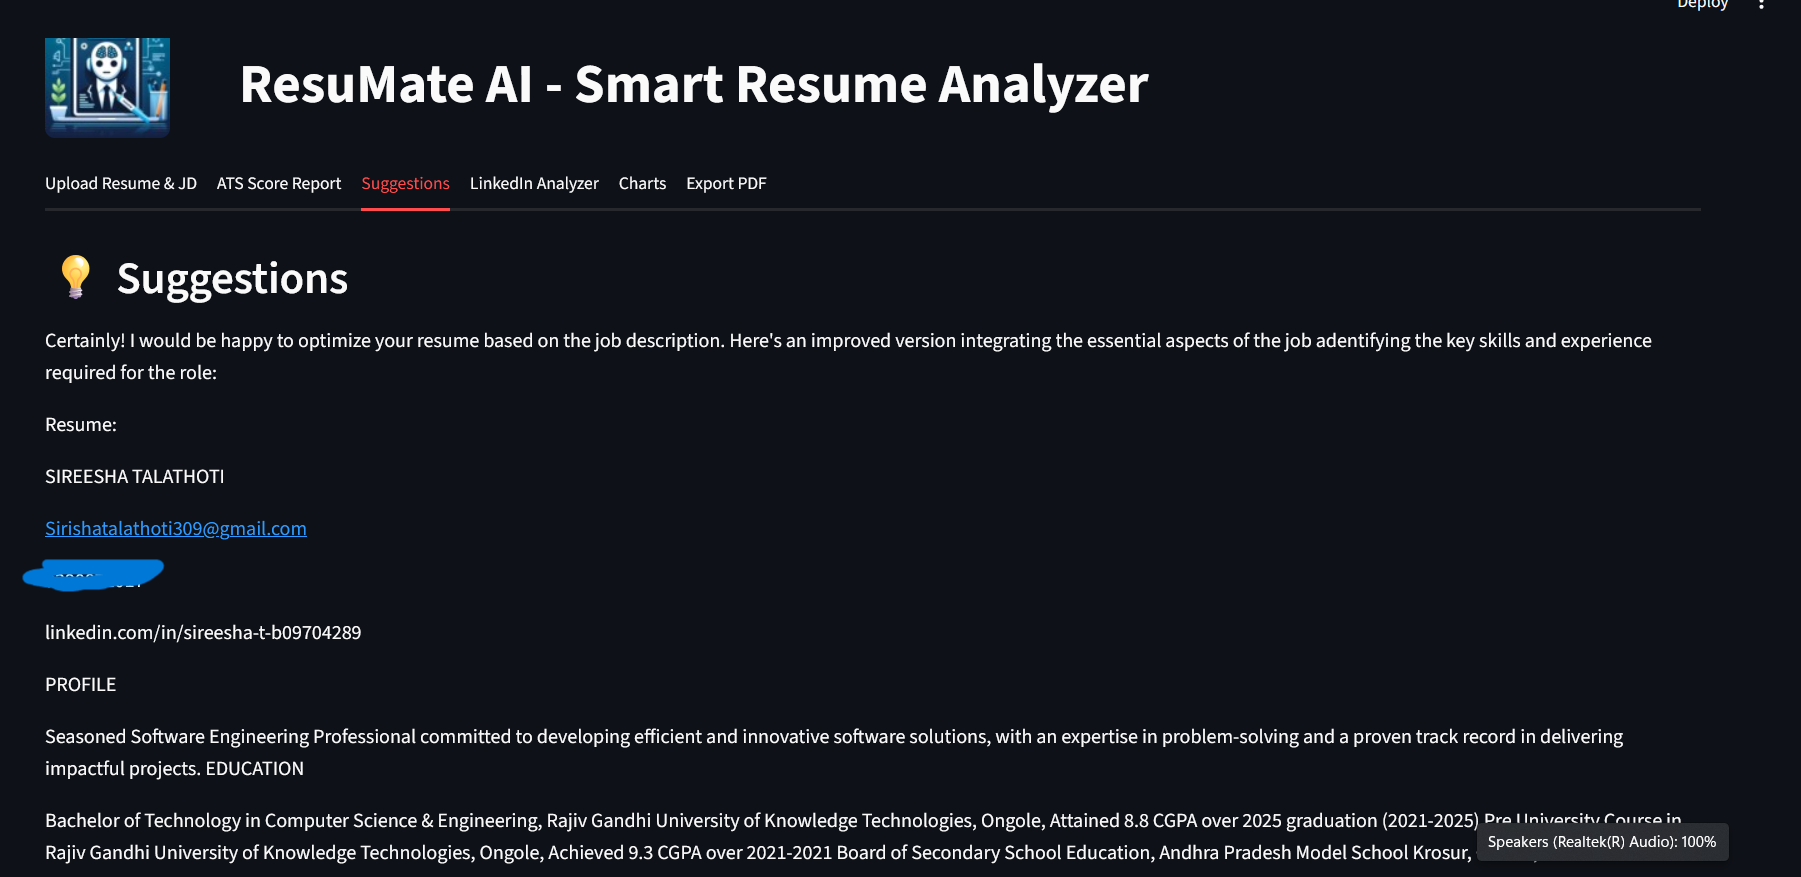 Deploy
ResuMate AI - Smart Resume Analyzer
Upload Resume & JD ATS Score Report Suggestions LinkedIn Analyzer Charts Export PDF
Suggestions
Certainly! I would be happy to optimize your resume based on the job description. Here's an improved version integrating the essential aspects of the job adentifying the key skills and experience
required for the role:
Resume:
SIREESHA TALATHOTI
Sirishatalathoti309@gmail.com
linkedin.com/in/sireesha-t-b09704289
PROFILE
Seasoned Software Engineering Professional committed to developing efficient and innovative software solutions, with an expertise in problem-solving and a proven track record in delivering
impactful projects. EDUCATION
Bachelor of Technology in Computer Science & Engineering, Rajiv Gandhi University of Knowledge Technologies, Ongole, Attained 8.8 CGPA over 2025 graduation (2021-2025) Pre University Course in
Rajiv Gandhi University of Knowledge Technologies, Ongole, Achieved 9.3 CGPA over 2021-2021 Board of Secondary School Education, Andhra Pradesh Model School Krosur,
Speakers (Realtek(R) Audio): 100%